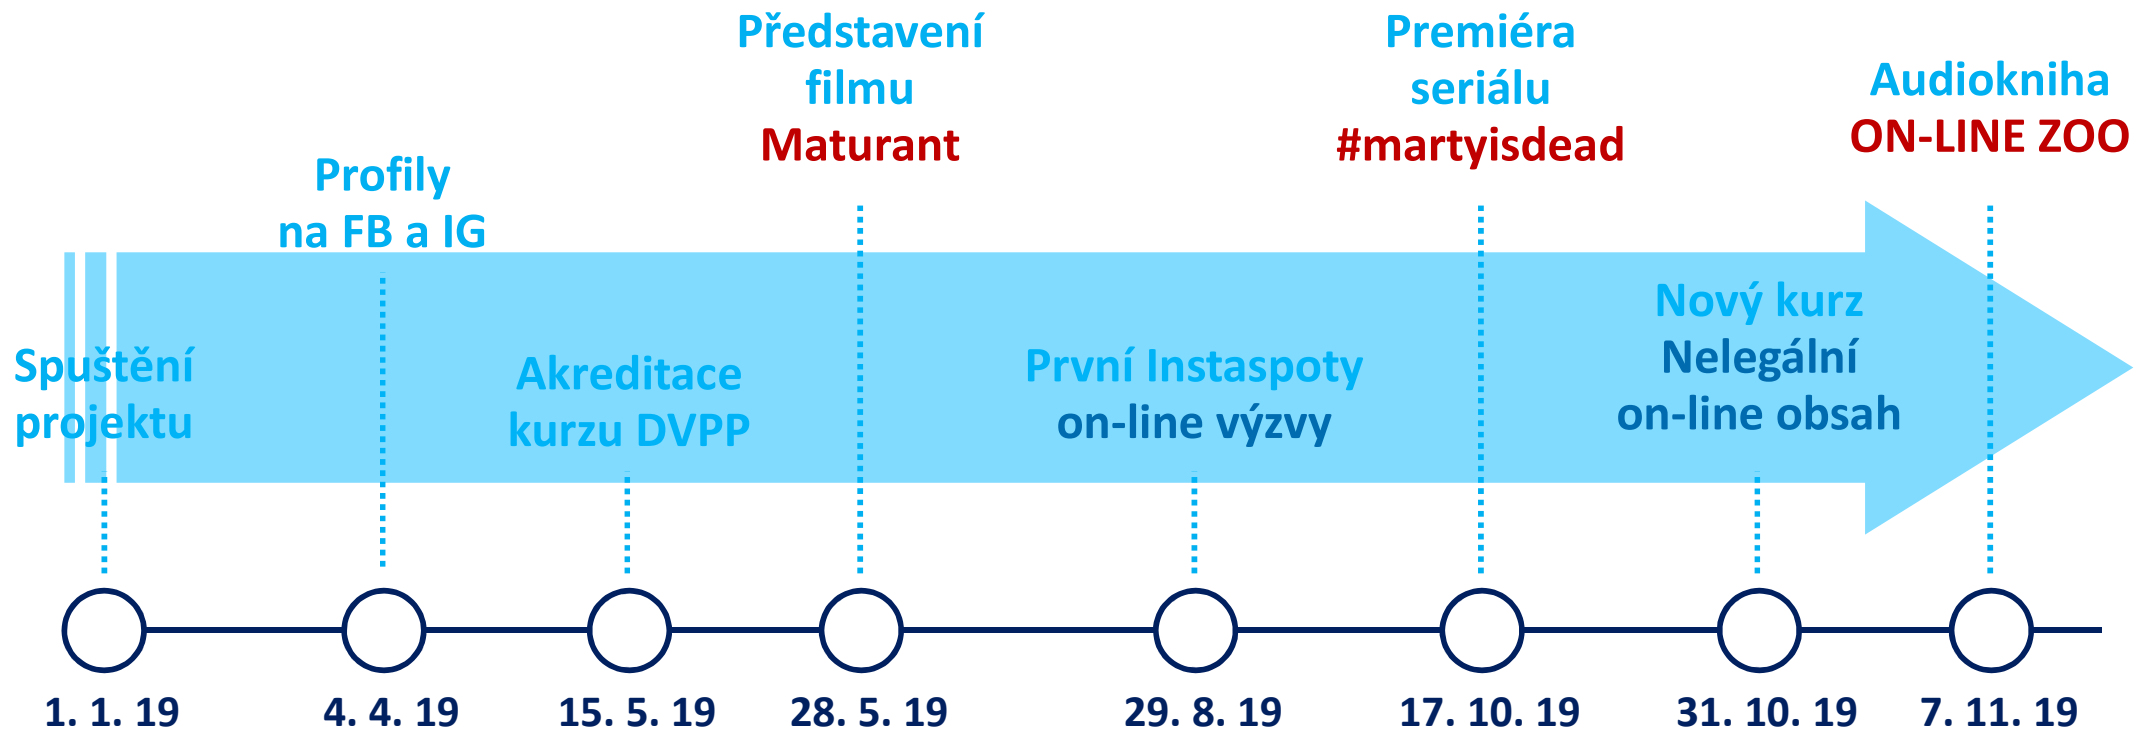 Spuštění
projektu
1. 1. 19
Profily
na FB a IG
4. 4. 19
Akreditace
kurzu DVPP
15. 5. 19
Představení
filmu
Maturant
28. 5. 19
První Instaspoty
on-line výzvy
29. 8. 19
Premiéra
seriálu
#martyisdead
17. 10. 19
Nový kurz
Nelegální
on-line obsah
31. 10. 19
Audiokniha
ON-LINE ZOO
7. 11. 19